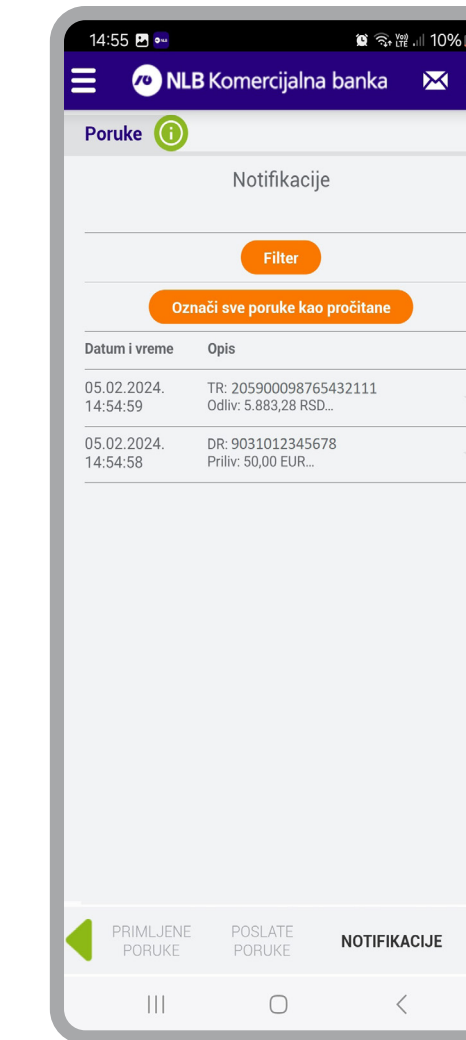 14:55
10%
NLB Komercijalna banka
Poruke
Notifikacije
Filter
Označi sve poruke kao pročitane
Datum i vreme Opis
05.02.2024. TR: 205900098765432111
14:54:59 Odliv: 5.883,28 RSD...
05.02.2024. DR: 9031012345678
14:54:58 Priliv: 50,00 EUR...
PRIMLJENE PORUKE
POSLATE PORUKE
NOTIFIKACIJE